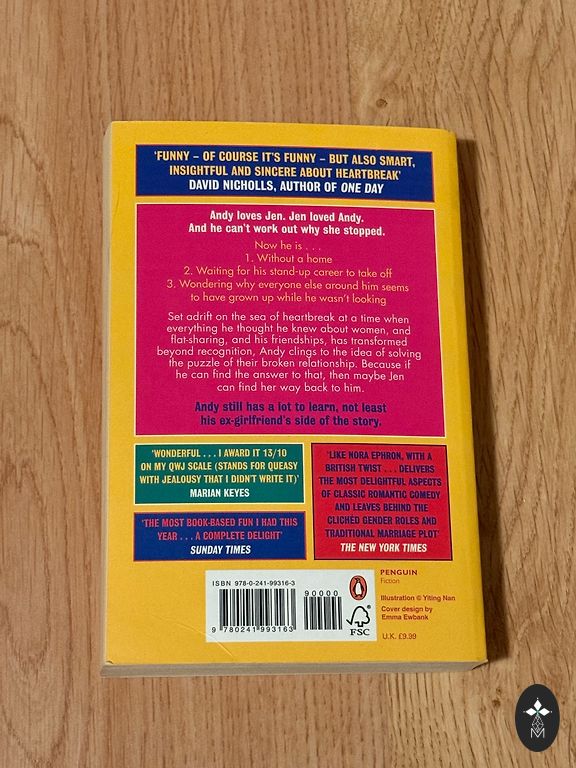 'FUNNY – OF COURSE IT'S FUNNY – BUT ALSO SMART,
INSIGHTFUL AND SINCERE ABOUT HEARTBREAK'
DAVID NICHOLLS, AUTHOR OF ONE DAY
Andy loves Jen. Jen loved Andy.
And he can't work out why she stopped.
Now he is . . .
1. Without a home
2. Waiting for his stand-up career to take off
3. Wondering why everyone else around him seems
to have grown up while he wasn't looking
Set adrift on the sea of heartbreak at a time when
everything he thought he knew about women, and
flat-sharing, and his friendships, has transformed
beyond recognition, Andy clings to the idea of solving
the puzzle of their broken relationship. Because if
he can find the answer to that, then maybe Jen
can find her way back to him.
Andy still has a lot to learn, not least
his ex-girlfriend's side of the story.
'WONDERFUL . . . I AWARD IT 13/10
ON MY QWJ SCALE (STANDS FOR QUEASY
WITH JEALOUSY THAT I DIDN'T WRITE IT)'
MARIAN KEYES
'THE MOST BOOK-BASED FUN I HAD THIS
YEAR . . . A COMPLETE DELIGHT'
SUNDAY TIMES
'LIKE NORA EPHRON, WITH A
BRITISH TWIST . . . DELIVERS
THE MOST DELIGHTFUL ASPECTS
OF CLASSIC ROMANTIC COMEDY
AND LEAVES BEHIND THE
CLICHÉD GENDER ROLES AND
TRADITIONAL MARRIAGE PLOT'
THE NEW YORK TIMES
ISBN 978-0-241-99316-3
90000
9 780241 993163
FSC
PENGUIN
Fiction
Illustration © Yiting Nan
Cover design by
Emma Ewbank
U.K. £9.99
M